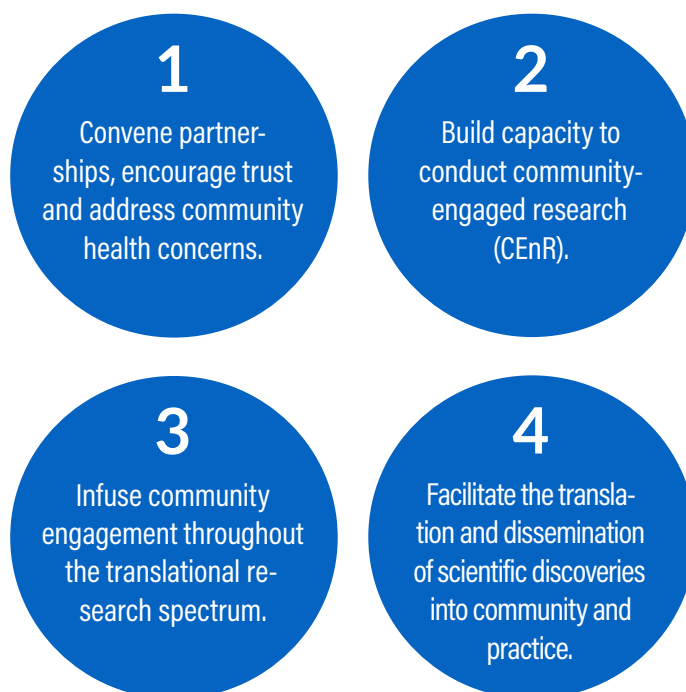 1
Convene partner-
ships, encourage trust
and address community
health concerns.
2
Build capacity to
conduct community-
engaged research
(CEnR).
3
Infuse community
engagement throughout
the translational re-
search spectrum.
4
Facilitate the transla-
tion and dissemination
of scientific discoveries
into community and
practice.